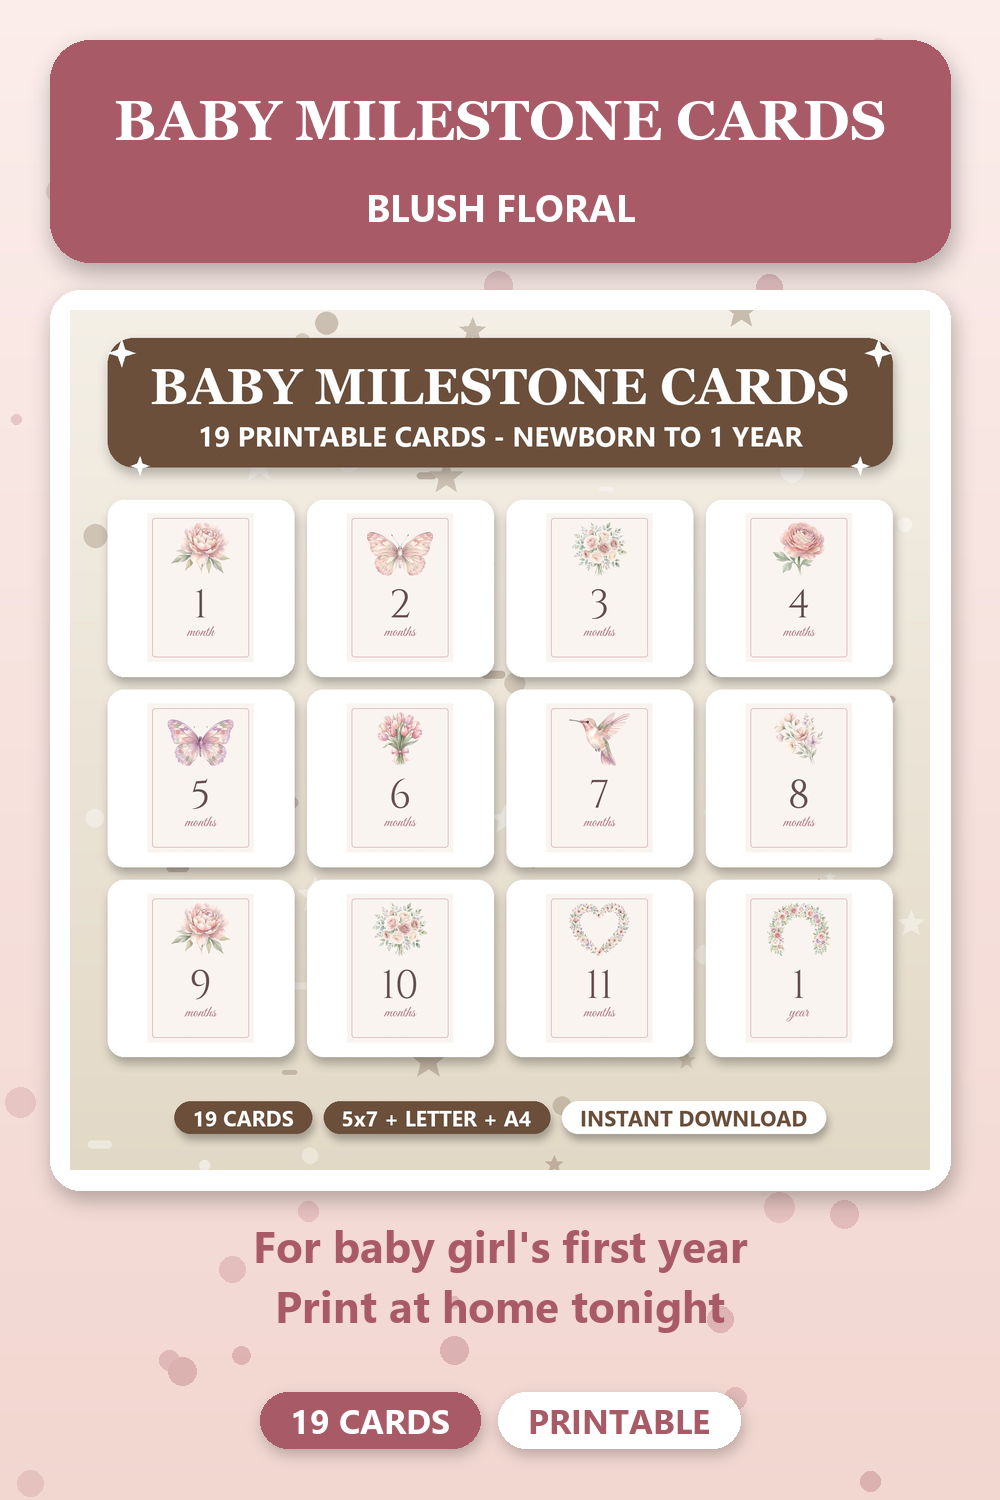 BABY MILESTONE CARDS
BLUSH FLORAL
BABY MILESTONE CARDS
19 PRINTABLE CARDS - NEWBORN TO 1 YEAR
1
month
2
months
3
months
4
months
5
months
6
months
7
months
8
months
9
months
10
months
11
months
1
year
19 CARDS
5x7 + LETTER + A4
INSTANT DOWNLOAD
For baby girl's first year
Print at home tonight
19 CARDS
PRINTABLE